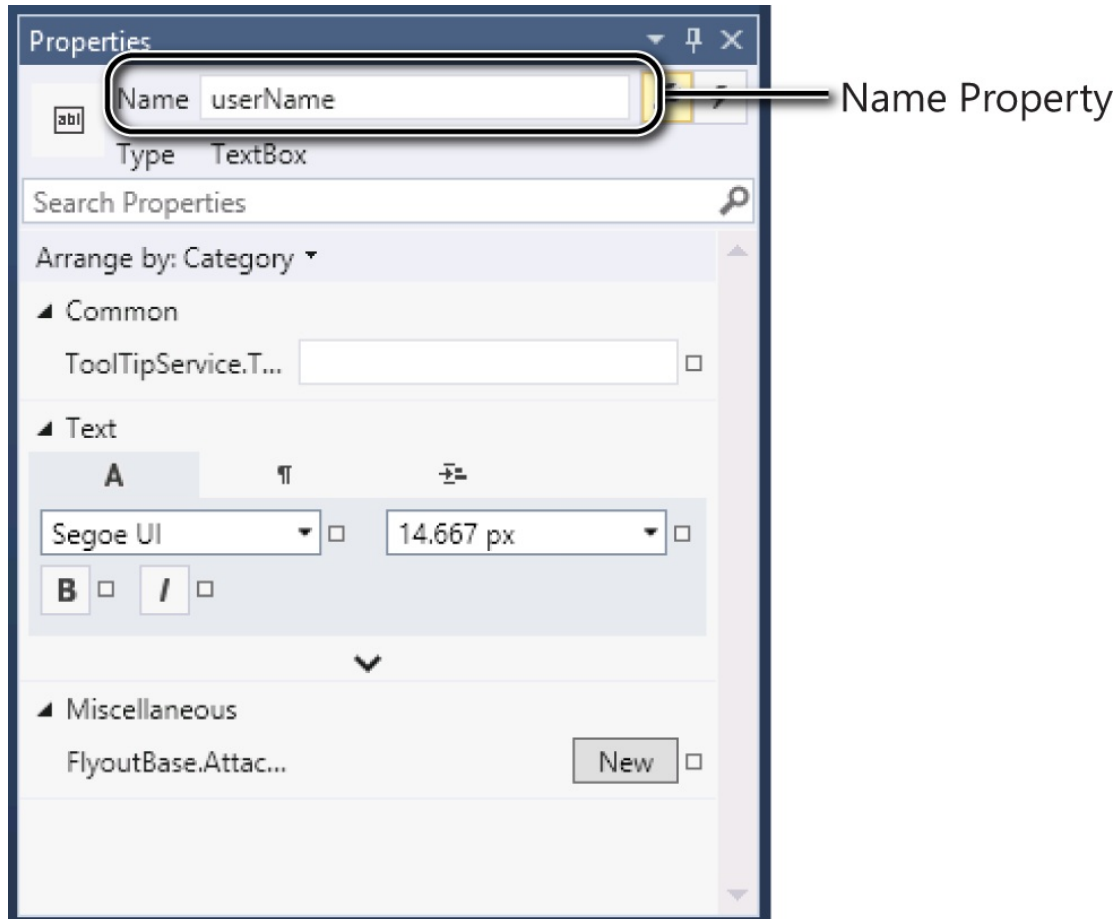 Properties
Name userName
Name Property
abl
Type TextBox
Search Properties
Arrange by: Category
Common
ToolTipService.T...
Text
A ¶
Segoe UI 14.667 px
B I
Miscellaneous
FlyoutBase.Attac... New